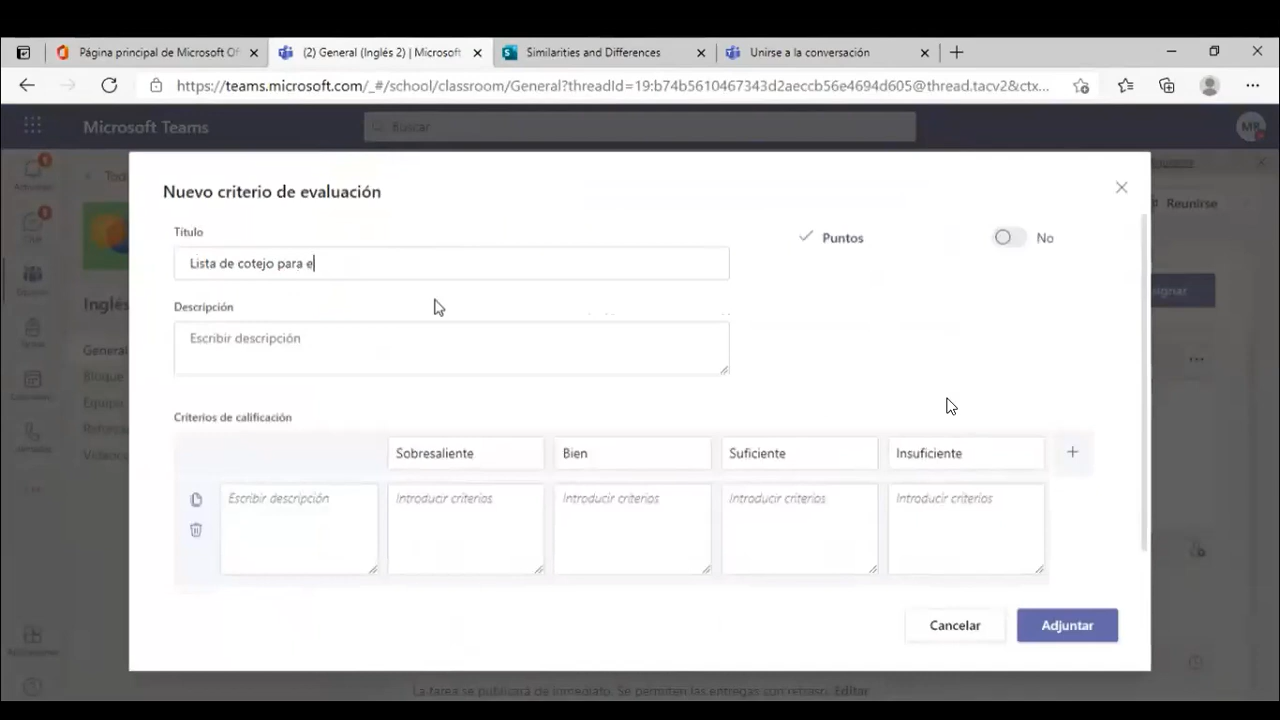 Página principal de Microsoft Of
(2) General (Inglés 2) | Microsoft
Similarities and Differences
Unirse a la conversación
https://teams.microsoft.com/_#/school/classroom/General?threadId=19:b74b5610467343d2aeccb56e4694d605@thread.tacv2&ctx...
Microsoft Teams
Buscar
MR
Reunirse
Nuevo criterio de evaluación
Título
Puntos
No
Lista de cotejo para e
Descripción
Escribir descripción
Inglés
General
Bloque
Equipo
Criterios de calificación
Sobresaliente
Bien
Suficiente
Insuficiente
Escribir descripción
Introducir criterios
Introducir criterios
Introducir criterios
Introducir criterios
Cancelar
Adjuntar
La tarea se publicará de inmediato. Se permiten las entregas con retraso. Editar